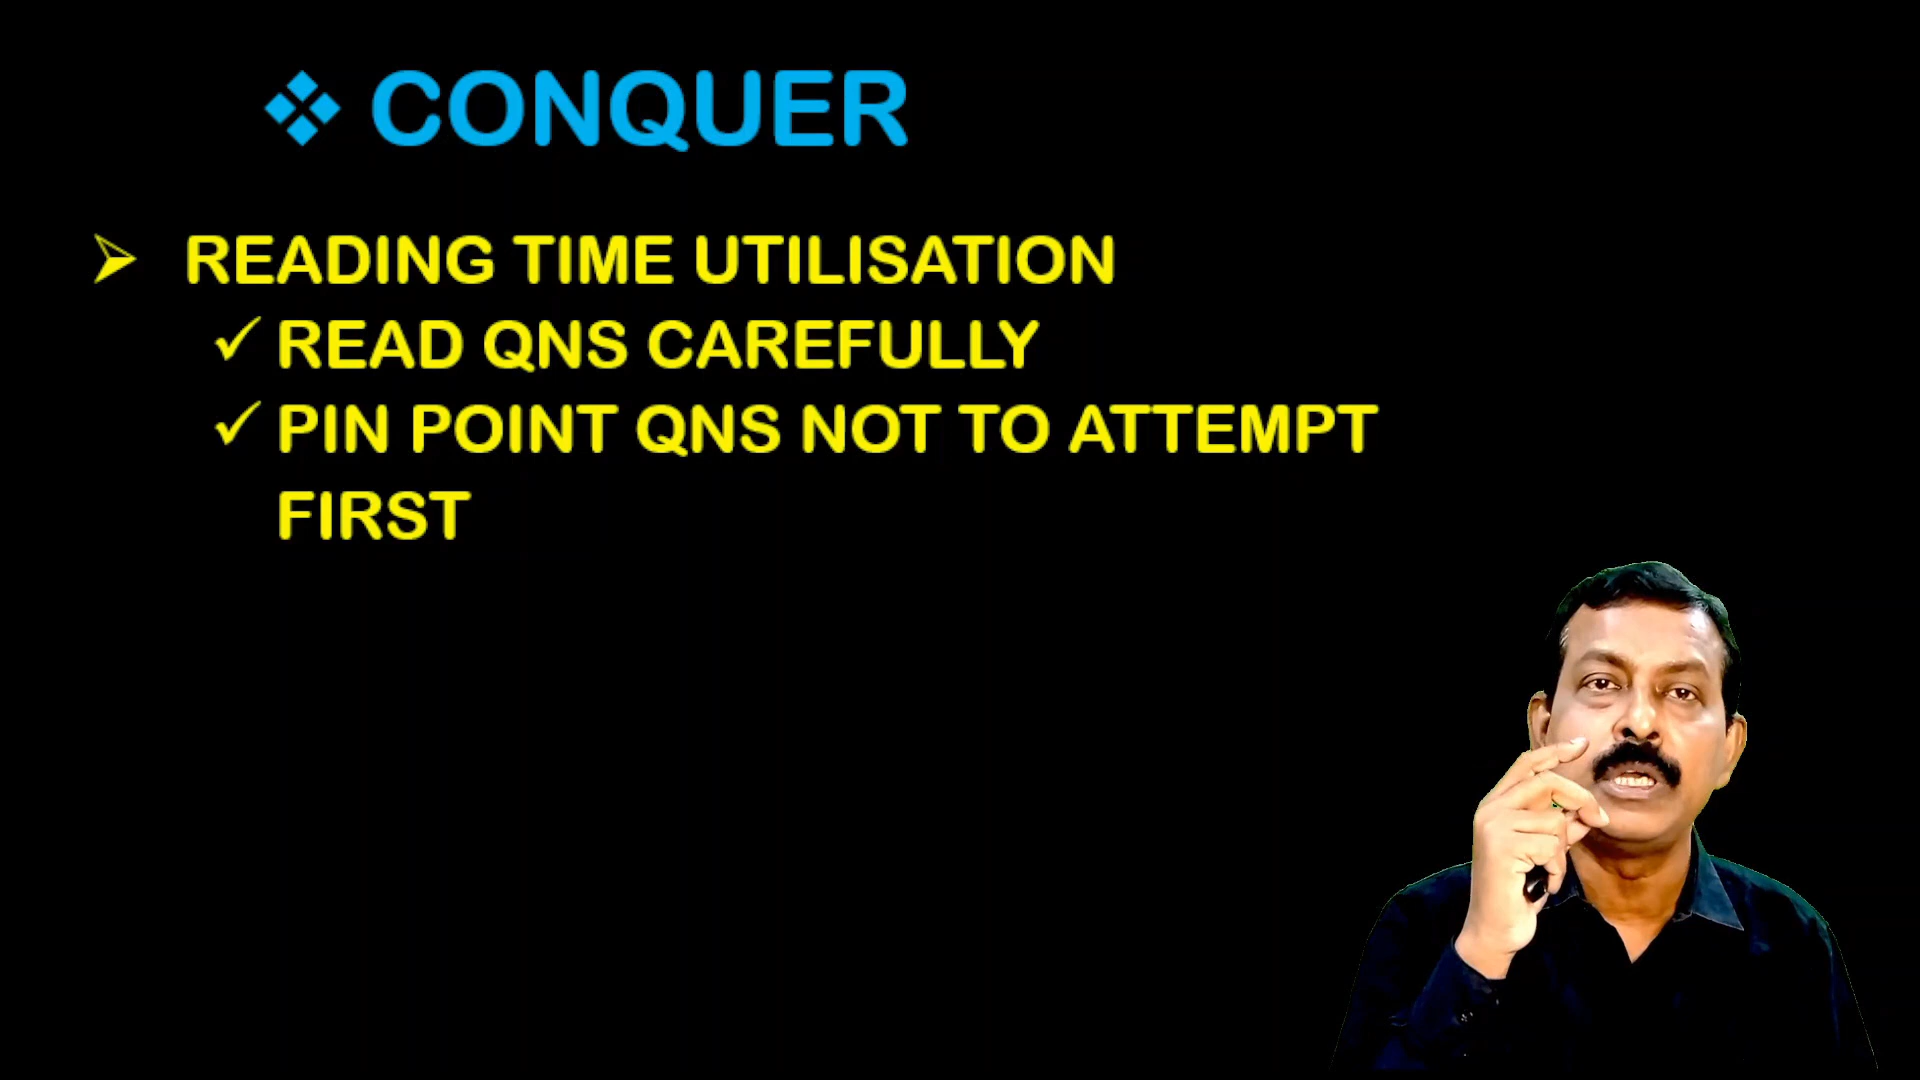 ❖ CONQUER
➢ READING TIME UTILISATION
✓ READ QNS CAREFULLY
✓ PIN POINT QNS NOT TO ATTEMPT
FIRST